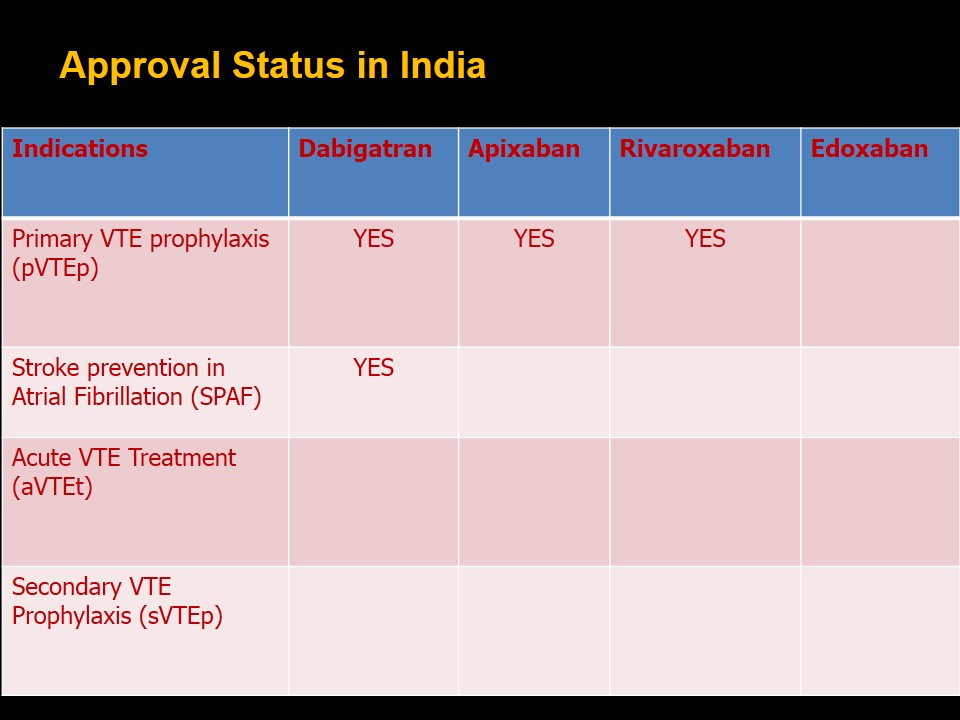 Approval Status in India
Indications Dabigatran Apixaban Rivaroxaban Edoxaban
Primary VTE prophylaxis YES YES YES
(pVTEp)
Stroke prevention in YES
Atrial Fibrillation (SPAF)
Acute VTE Treatment
(aVTEt)
Secondary VTE
Prophylaxis (sVTEp)